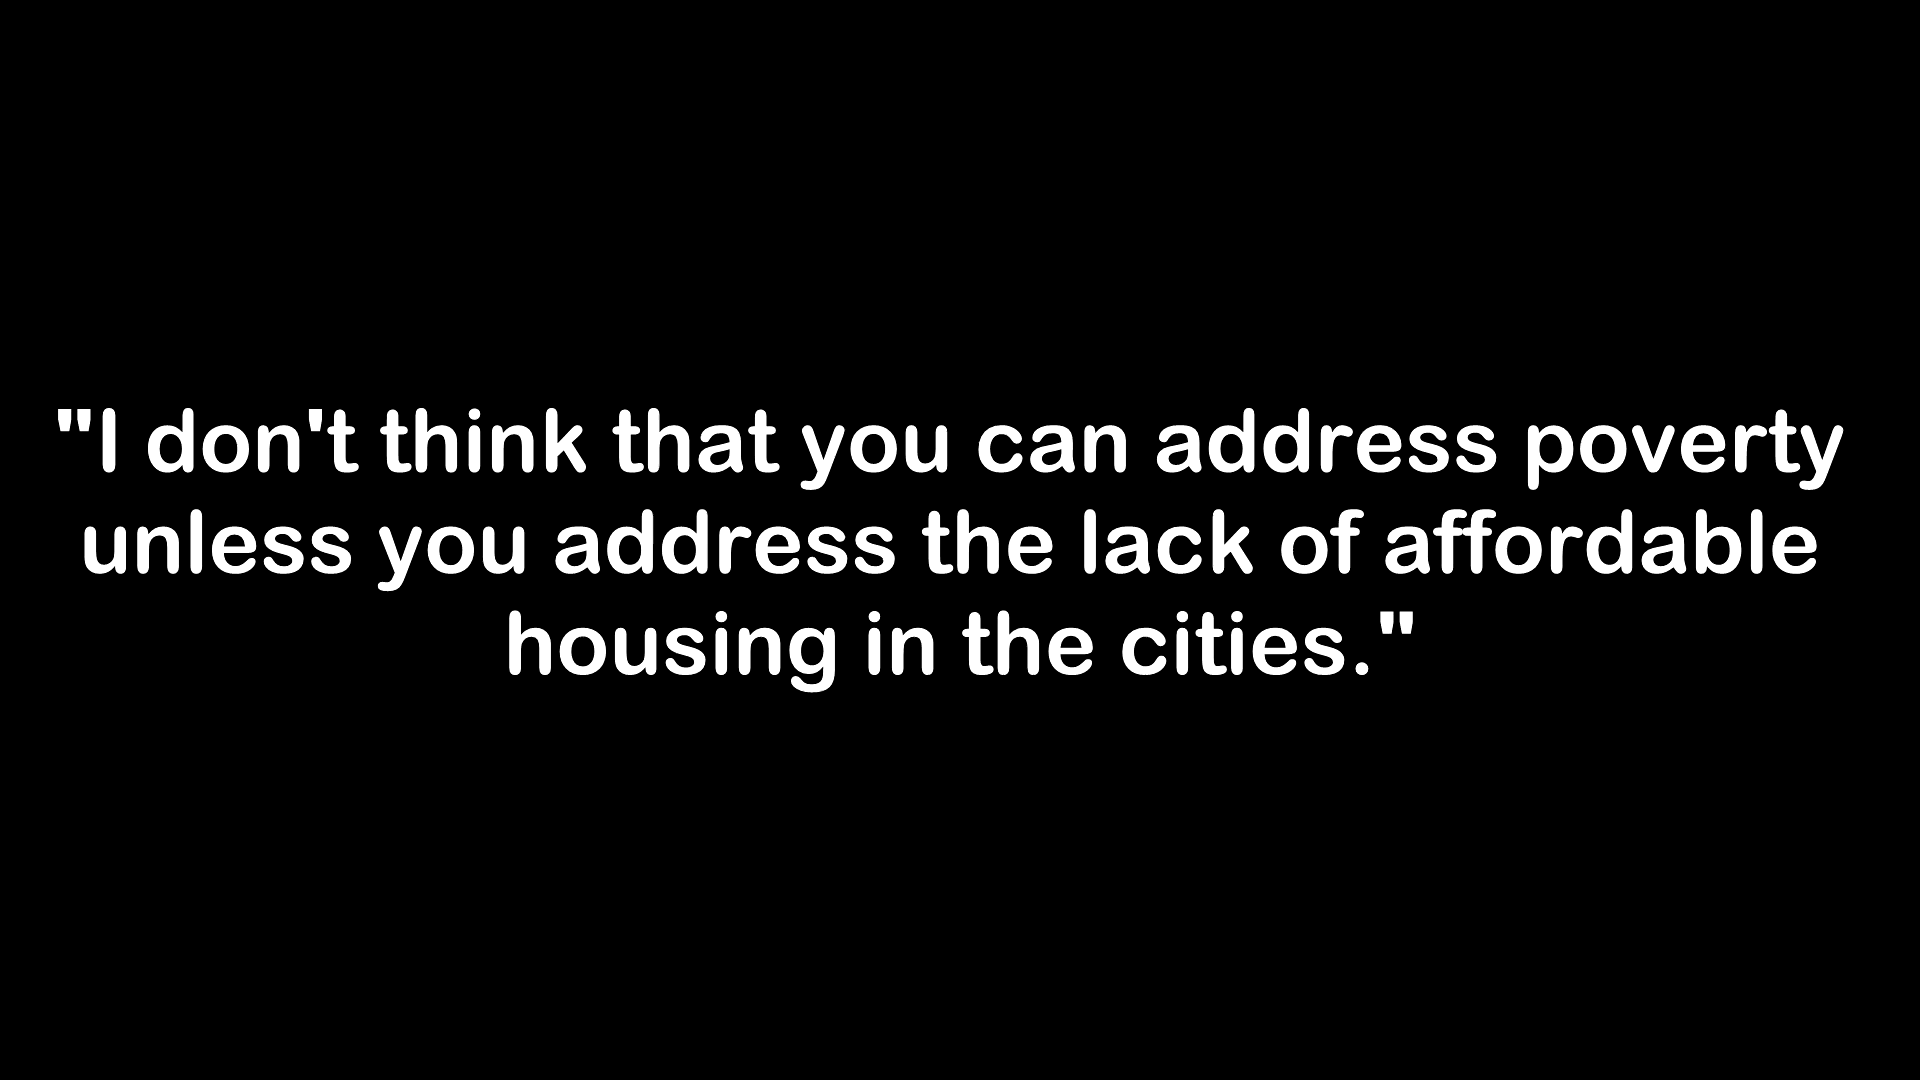 "I don't think that you can address poverty
unless you address the lack of affordable
housing in the cities."